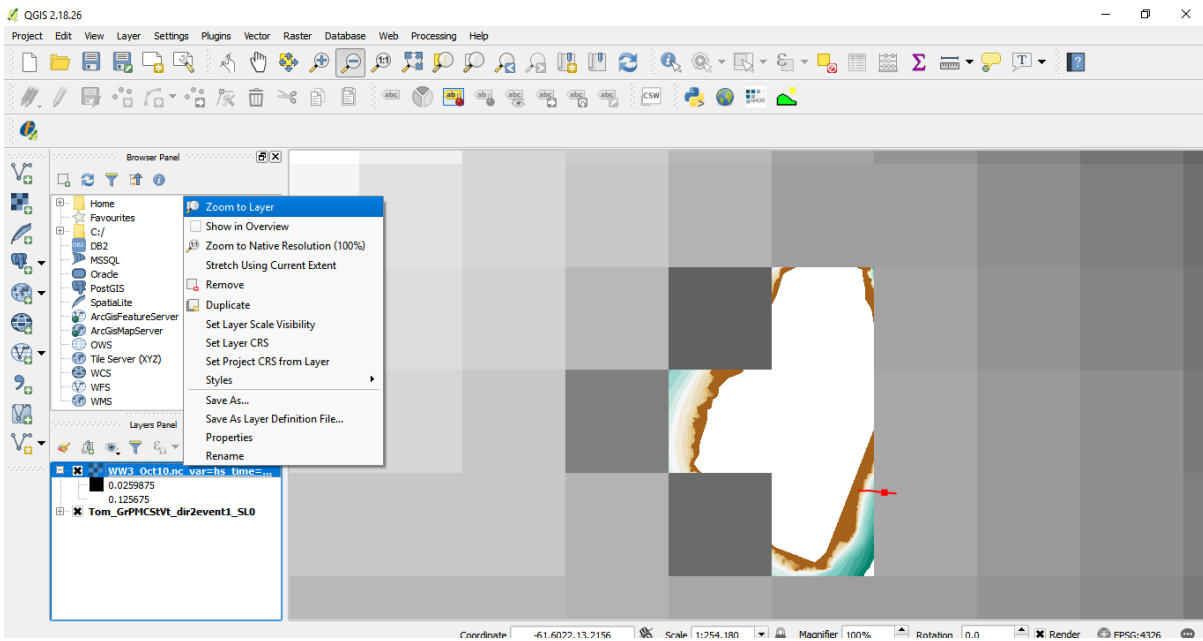 QGIS 2.18.26
Project Edit View Layer Settings Plugins Vector Raster Database Web Processing Help
Browser Panel
Home
Favourites
C:/
DB2
MSSQL
Oracle
PostGIS
SpatiaLite
ArcGisFeatureServer
ArcGisMapServer
OWS
Tile Server (XYZ)
WCS
WFS
WMS
Zoom to Layer
Show in Overview
Zoom to Native Resolution (100%)
Stretch Using Current Extent
Remove
Duplicate
Set Layer Scale Visibility
Set Layer CRS
Set Project CRS from Layer
Styles
Save As...
Save As Layer Definition File...
Properties
Rename
Layers Panel
WW3_Oct10.nc_var=hs_time=...
0.0259875
0.125675
Tom_GrPMCStVt_dir2event1_SL0
Coordinate -61.6022,13.2156 Scale 1:254,180 Magnifier 100% Rotation 0.0 Render EPSG:4326